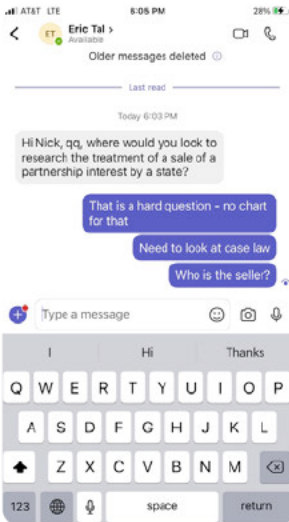 AT&T LTE 6:05 PM 28%
ET Eric Tal >
Available
Older messages deleted
Last read
Today 6:03 PM
Hi Nick, qq, where would you look to
research the treatment of a sale of a
partnership interest by a state?
That is a hard question - no chart
for that
Need to look at case law
Who is the seller?
Type a message
I Hi Thanks
Q W E R T Y U I O P
A S D F G H J K L
Z X C V B N M
123 space return